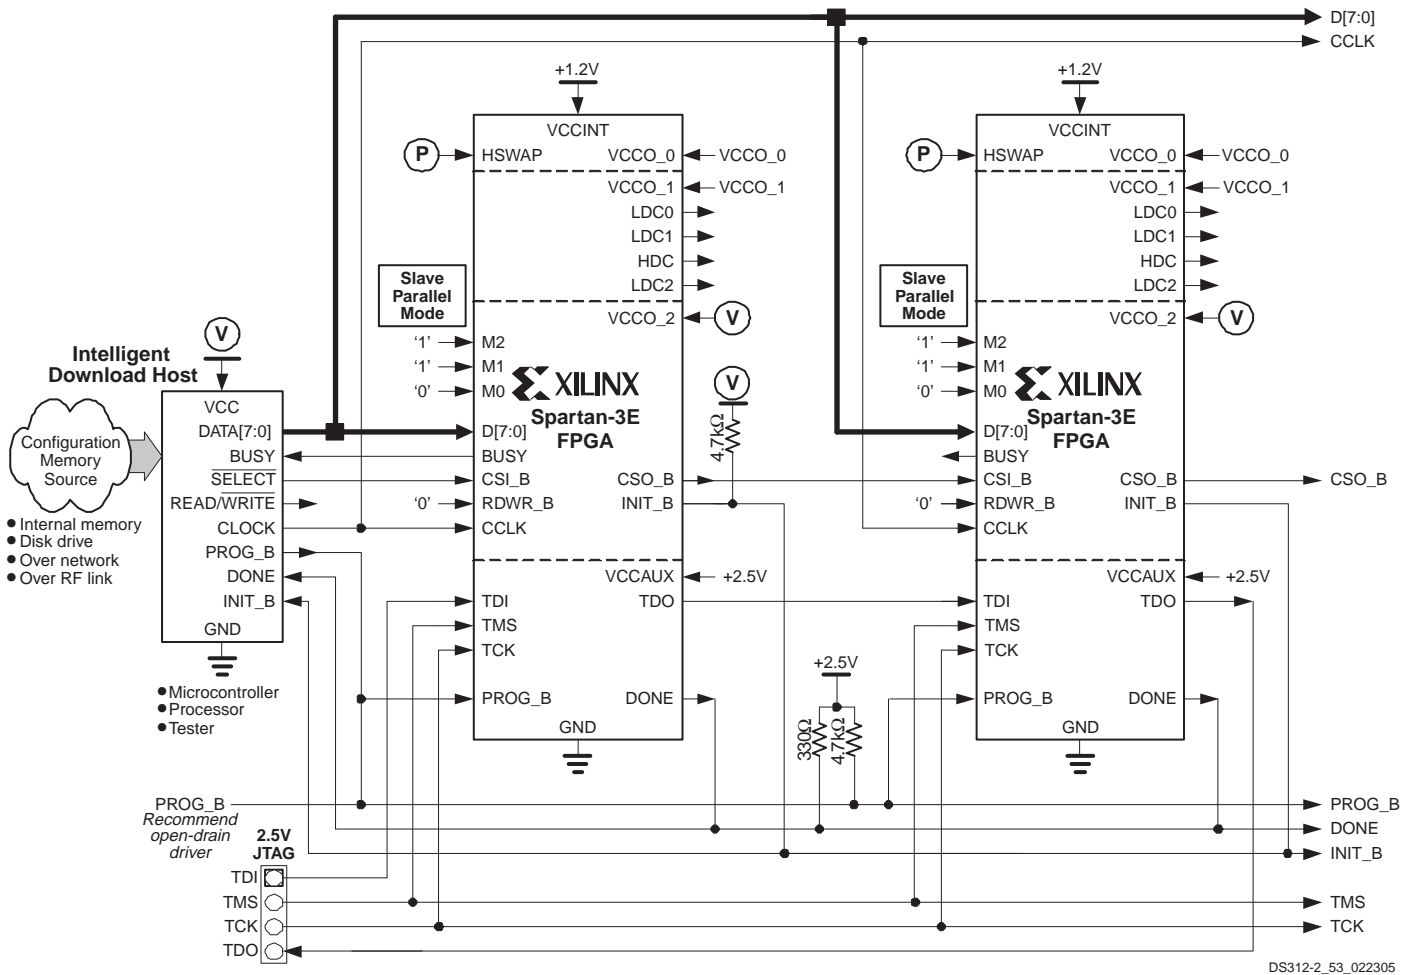 D[7:0]
CCLK
+1.2V
+1.2V
VCCINT
VCCINT
P
HSWAP
VCCO_0
VCCO_0
P
HSWAP
VCCO_0
VCCO_0
VCCO_1
VCCO_1
VCCO_1
VCCO_1
LDC0
LDC0
LDC1
LDC1
HDC
HDC
LDC2
LDC2
Slave
Parallel
Mode
Slave
Parallel
Mode
VCCO_2
V
VCCO_2
V
V
Intelligent
Download Host
'1'
M2
'1'
M2
'1'
M1
'1'
M1
'0'
M0
'0'
M0
XILINX
Spartan-3E
FPGA
V
4.7kΩ
XILINX
Spartan-3E
FPGA
Configuration
Memory
Source
VCC
DATA[7:0]
D[7:0]
D[7:0]
BUSY
BUSY
BUSY
SELECT
CSI_B
CSO_B
CSI_B
CSO_B
CSO_B
READ/WRITE
'0'
RDWR_B
INIT_B
'0'
RDWR_B
INIT_B
CLOCK
CCLK
CCLK
PROG_B
DONE
INIT_B
GND
● Internal memory
● Disk drive
● Over network
● Over RF link
VCCAUX
+2.5V
VCCAUX
+2.5V
TDI
TDO
TDI
TDO
TMS
TMS
TCK
TCK
+2.5V
● Microcontroller
● Processor
● Tester
PROG_B
DONE
PROG_B
DONE
GND
330Ω
4.7kΩ
GND
PROG_B
Recommend
open-drain
driver
PROG_B
DONE
INIT_B
2.5V
JTAG
TDI
TMS
TMS
TCK
TCK
TDO
DS312-2_53_022305